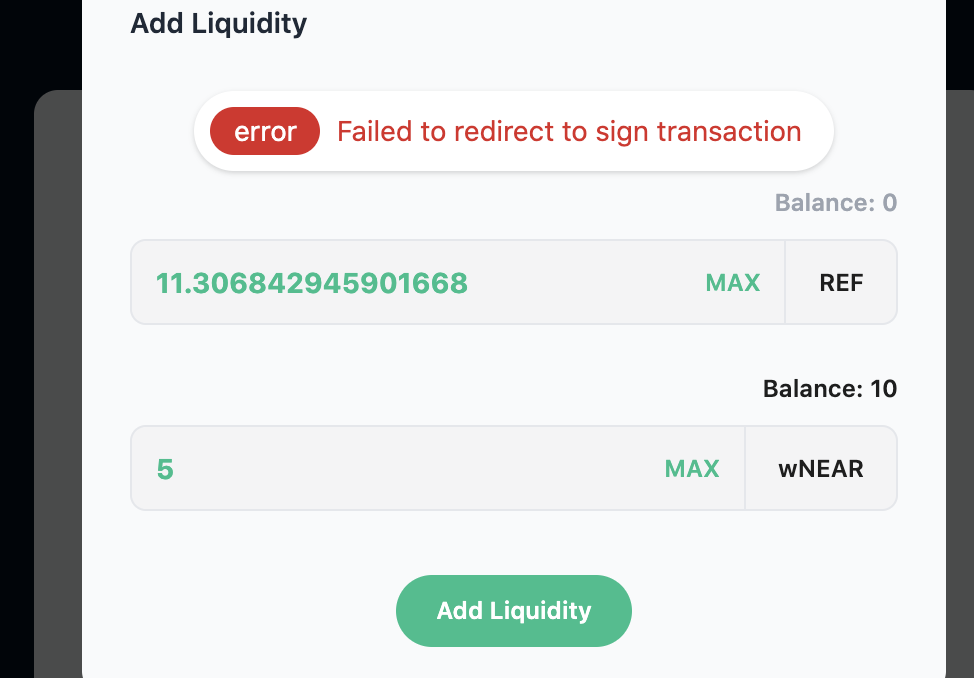 Add Liquidity
error Failed to redirect to sign transaction
Balance: 0
11.306842945901668 MAX REF
Balance: 10
5 MAX wNEAR
Add Liquidity